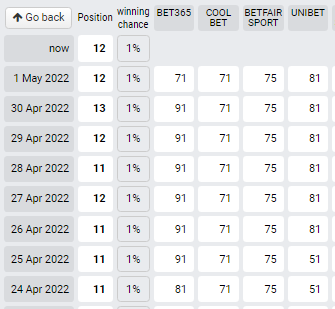 Go back Position winning chance BET365 COOL BET BETFAIR SPORT UNIBET
now 12 1%
1 May 2022 12 1% 71 71 75 81
30 Apr 2022 13 1% 91 71 75 81
29 Apr 2022 12 1% 91 71 75 81
28 Apr 2022 11 1% 91 71 75 81
27 Apr 2022 12 1% 91 71 75 81
26 Apr 2022 11 1% 91 71 75 81
25 Apr 2022 11 1% 91 71 75 51
24 Apr 2022 11 1% 81 71 75 51